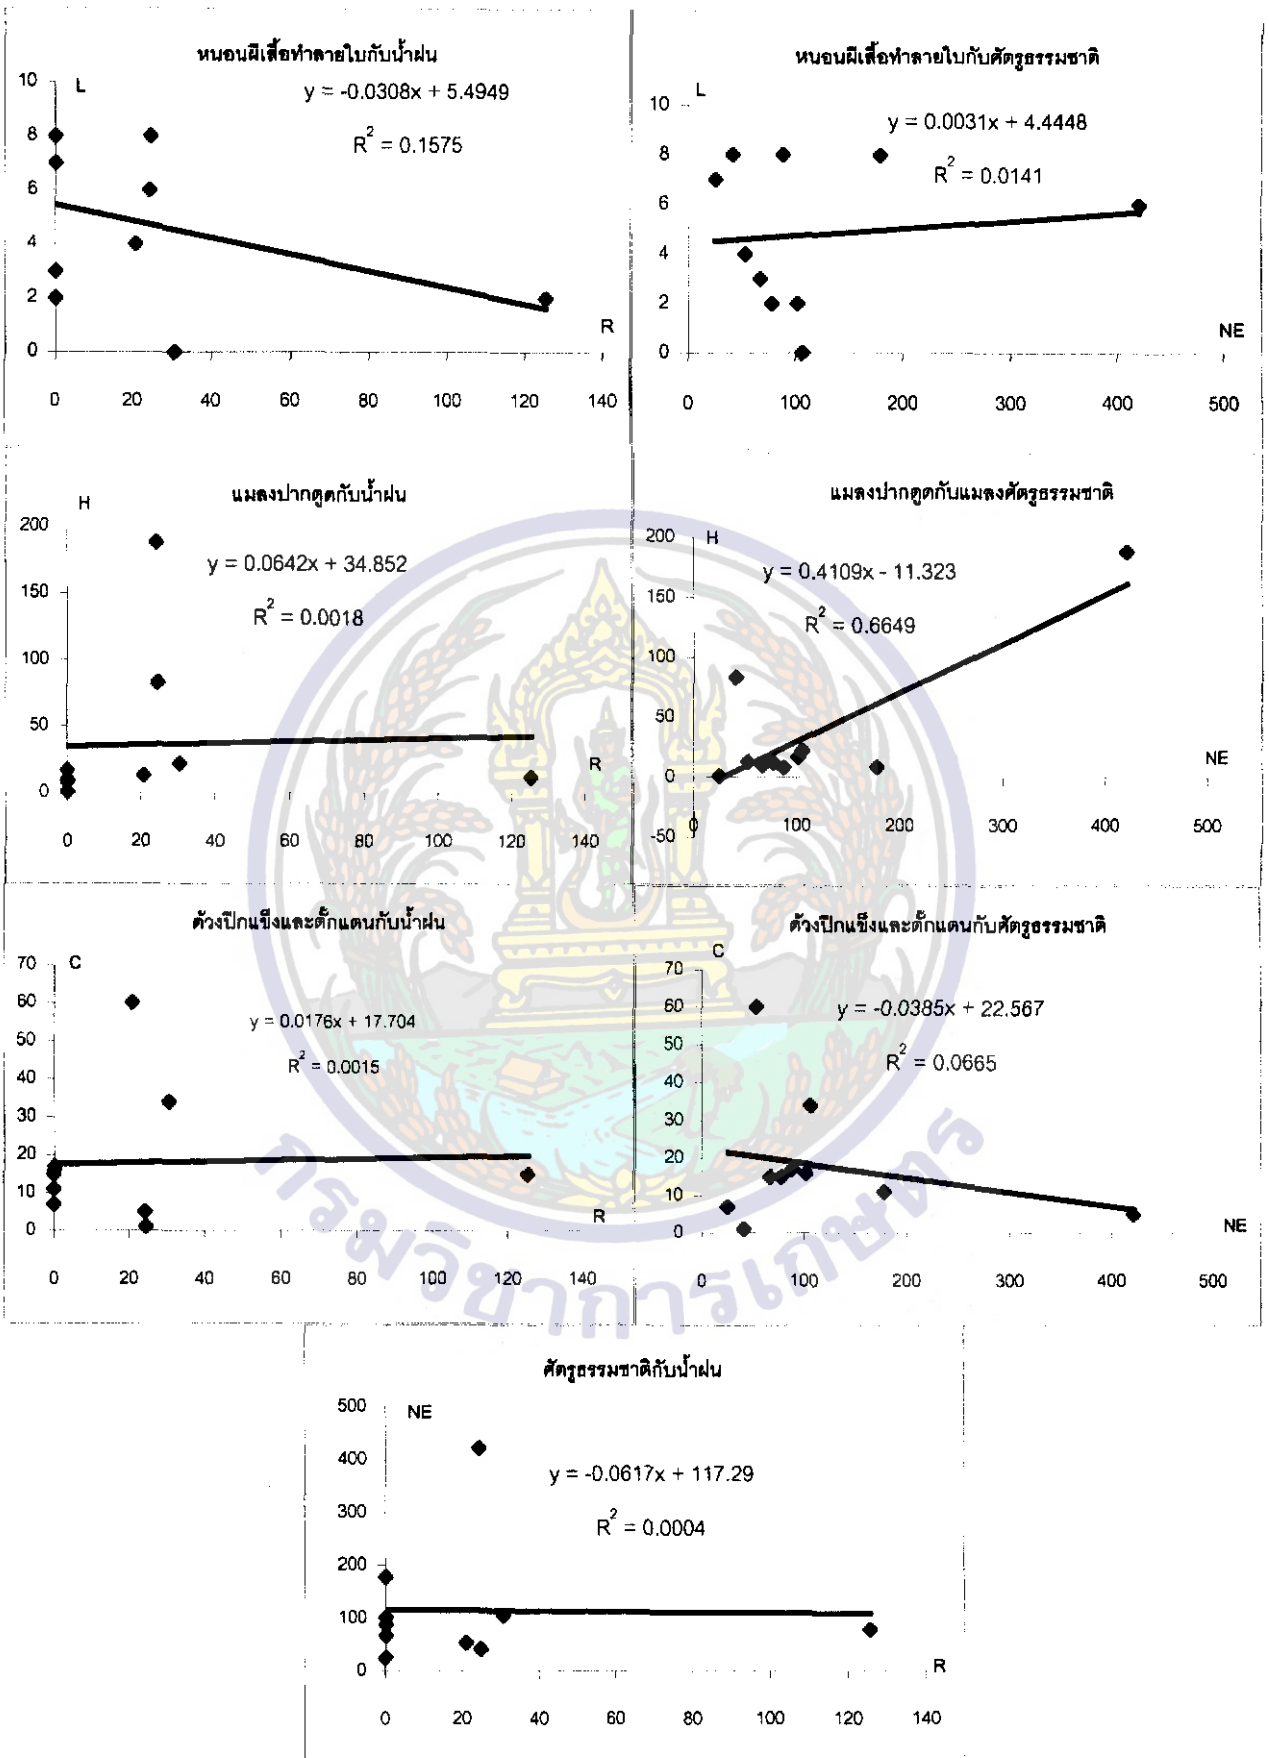 หนอนผีเสื้อทำลายใบกับน้ำฝน
L
y = -0.0308x + 5.4949
R² = 0.1575
10
8
6
4
2
0
R
0 20 40 60 80 100 120 140
หนอนผีเสื้อทำลายใบกับศัตรูธรรมชาติ
L
y = 0.0031x + 4.4448
R² = 0.0141
10
8
6
4
2
0
NE
0 100 200 300 400 500
แมลงปากดูดกับน้ำฝน
H
y = 0.0642x + 34.852
R² = 0.0018
200
150
100
50
0
R
0 20 40 60 80 100 120 140
แมลงปากดูดกับแมลงศัตรูธรรมชาติ
H
y = 0.4109x - 11.323
R² = 0.6649
200
150
100
50
0
-50
NE
0 100 200 300 400 500
ด้วงปีกแข็งและตั๊กแตนกับน้ำฝน
C
y = 0.0176x + 17.704
R² = 0.0015
70
60
50
40
30
20
10
0
R
0 20 40 60 80 100 120 140
ด้วงปีกแข็งและตั๊กแตนกับศัตรูธรรมชาติ
C
y = -0.0385x + 22.567
R² = 0.0665
70
60
50
40
30
20
10
0
NE
0 100 200 300 400 500
ศัตรูธรรมชาติกับน้ำฝน
NE
y = -0.0617x + 117.29
R² = 0.0004
500
400
300
200
100
0
R
0 20 40 60 80 100 120 140
กรมวิชาการเกษตร